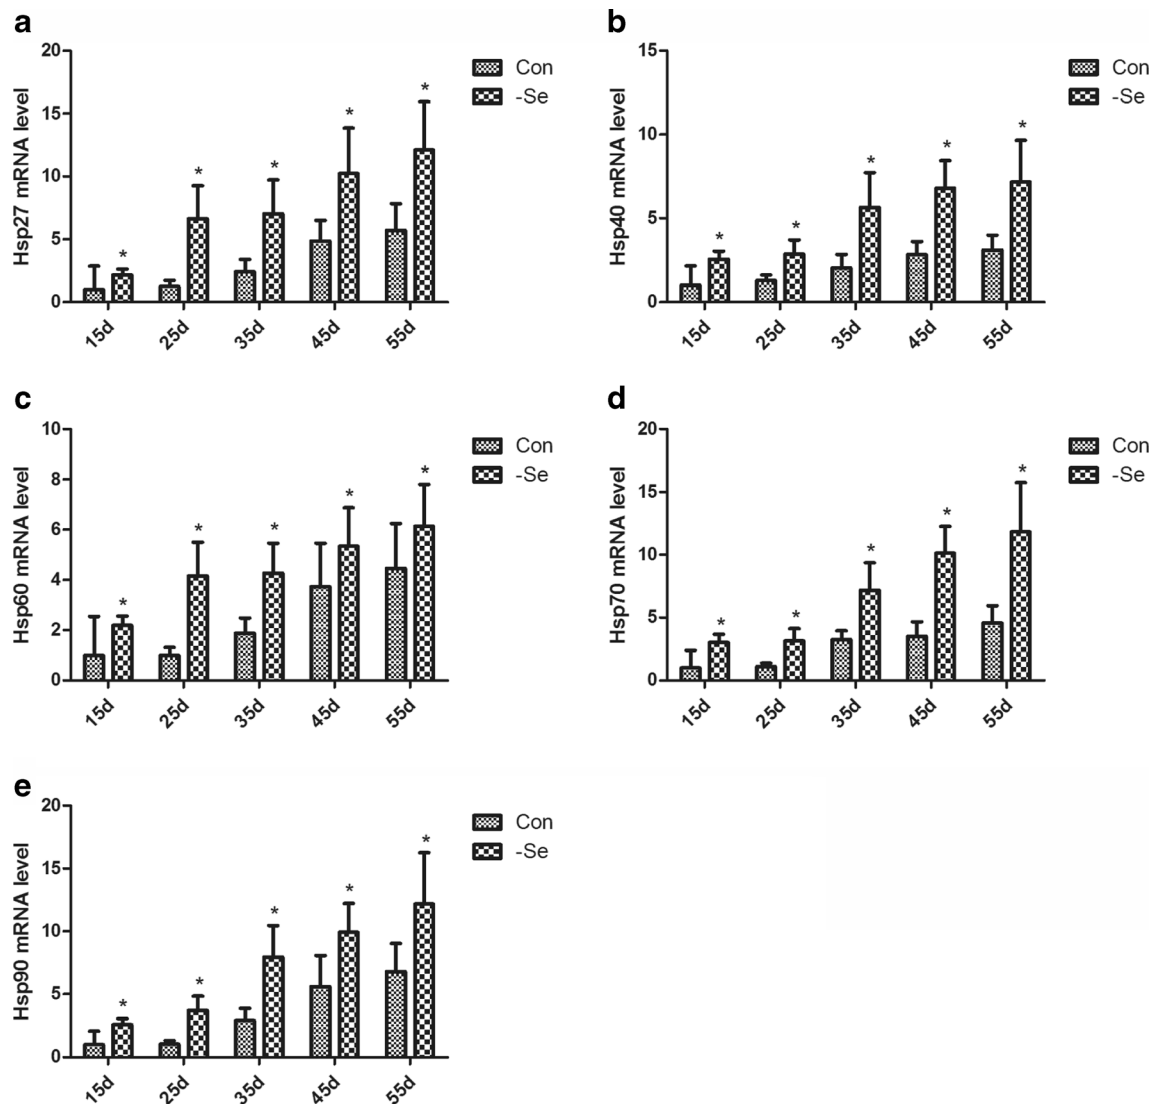 a
Hsp27 mRNA level
20
15
10
5
0
* * * * *
15d 25d 35d 45d 55d
Con
-Se
b
Hsp40 mRNA level
15
10
5
0
* * * * *
15d 25d 35d 45d 55d
Con
-Se
c
Hsp60 mRNA level
10
8
6
4
2
0
* * * * *
15d 25d 35d 45d 55d
Con
-Se
d
Hsp70 mRNA level
20
15
10
5
0
* * * * *
15d 25d 35d 45d 55d
Con
-Se
e
Hsp90 mRNA level
20
15
10
5
0
* * * * *
15d 25d 35d 45d 55d
Con
-Se